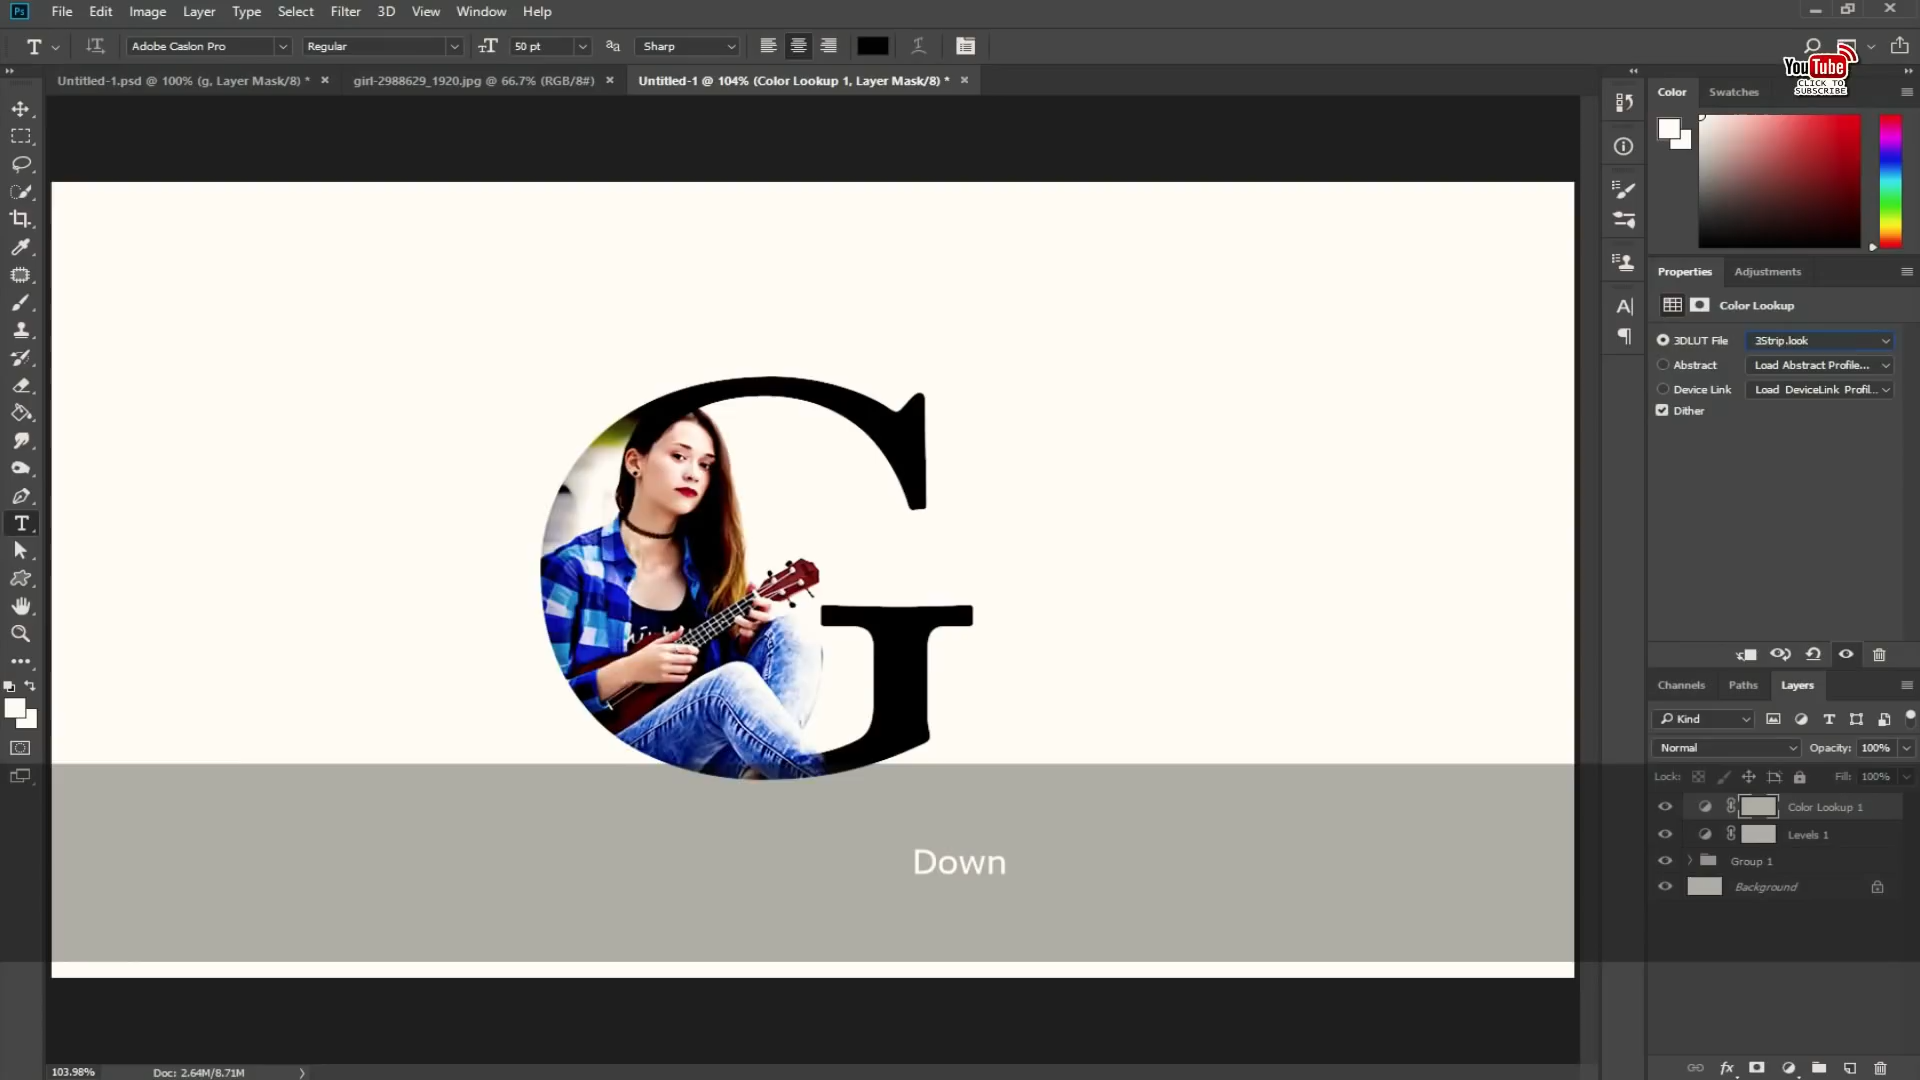 Ps File Edit Image Layer Type Select Filter 3D View Window Help
T Adobe Caslon Pro Regular 50 pt Sharp
YouTube
CLICK TO
SUBSCRIBE
Untitled-1.psd @ 100% (g, Layer Mask/8) * girl-2988629_1920.jpg @ 66.7% (RGB/8#) Untitled-1 @ 104% (Color Lookup 1, Layer Mask/8) *
Color Swatches
Properties Adjustments
Color Lookup
3DLUT File 3Strip.look
Abstract Load Abstract Profile...
Device Link Load DeviceLink Profil...
Dither
G
Channels Paths Layers
Kind
Normal Opacity: 100%
Lock: Fill: 100%
Color Lookup 1
Levels 1
Group 1
Background
Down
103.98% Doc: 2.64M/8.71M